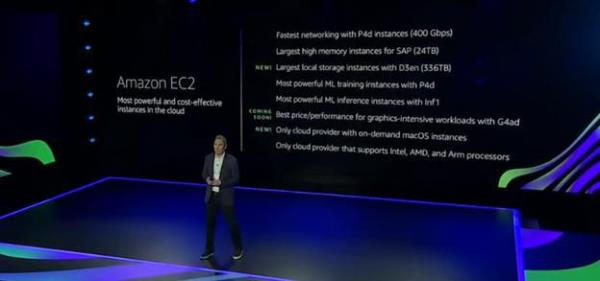 Amazon EC2
Most powerful and cost-effective
instances in the cloud
Fastest networking with P4d instances (400 Gbps)
Largest high memory instances for SAP (24TB)
NEW! Largest local storage instances with D3en (336TB)
Most powerful ML training instances with P4d
Most powerful ML inference instances with Inf1
COMING
SOON! Best price/performance for graphics-intensive workloads with G4ad
NEW! Only cloud provider with on-demand macOS instances
Only cloud provider that supports Intel, AMD, and Arm processors